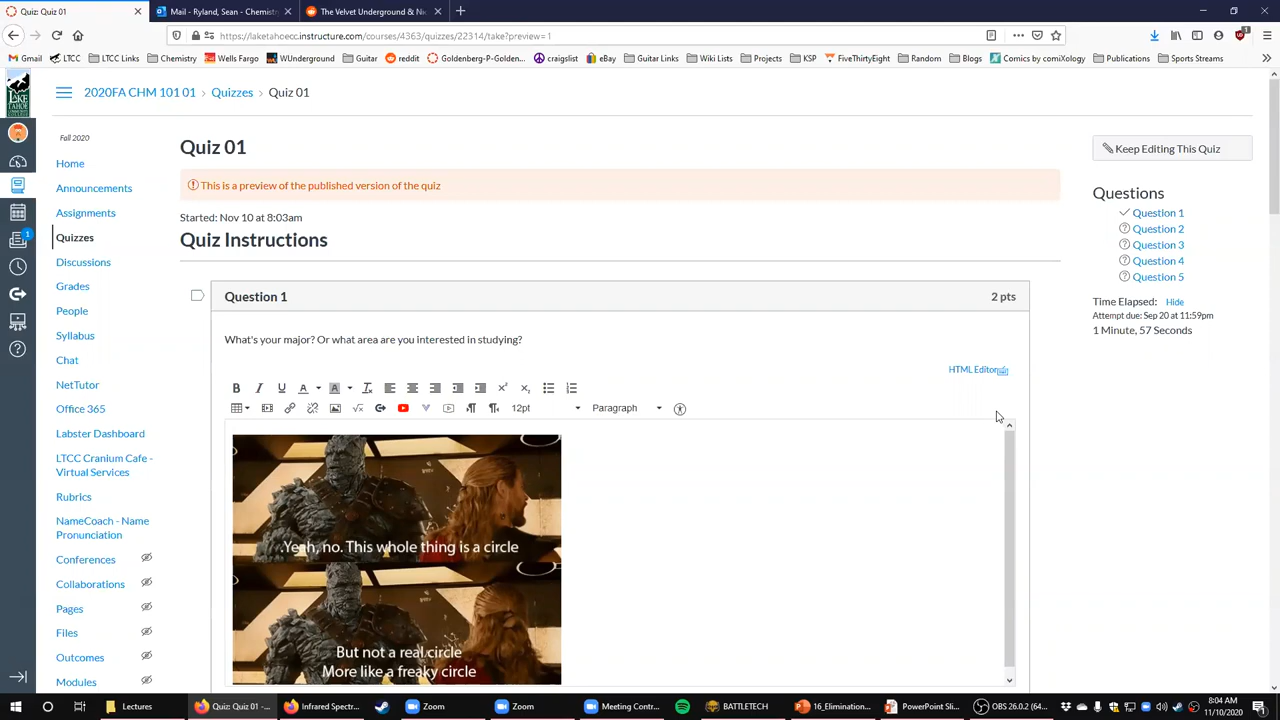 Quiz: Quiz 01
Mail - Ryland, Sean - Chemistr
The Velvet Underground & Ni
https://laketahoecc.instructure.com/courses/4363/quizzes/22314/take?preview=1
Gmail
LTCC
LTCC Links
Chemistry
Wells Fargo
WUnderground
Guitar
reddit
Goldenberg-P-Golden...
craigslist
eBay
Guitar Links
Wiki Lists
Projects
KSP
FiveThirtyEight
Random
Blogs
Comics by comiXology
Publications
Sports Streams
LAKE
TAHOE
2020FA CHM 101 01 › Quizzes › Quiz 01
Fall 2020
Home
Announcements
Assignments
Quizzes
Discussions
Grades
People
Syllabus
Chat
NetTutor
Office 365
Labster Dashboard
LTCC Cranium Cafe -
Virtual Services
Rubrics
NameCoach - Name
Pronunciation
Conferences
Collaborations
Pages
Files
Outcomes
Modules
1
Quiz 01
This is a preview of the published version of the quiz
Started: Nov 10 at 8:03am
Quiz Instructions
Question 1
2 pts
What's your major? Or what area are you interested in studying?
HTML Editor
12pt
Paragraph
Yeah, no. This whole thing is a circle
But not a real circle
More like a freaky circle
Keep Editing This Quiz
Questions
Question 1
Question 2
Question 3
Question 4
Question 5
Time Elapsed: Hide
Attempt due: Sep 20 at 11:59pm
1 Minute, 57 Seconds
Lectures
Quiz: Quiz 01 - ...
Infrared Spectr...
Zoom
Zoom
Meeting Contr...
BATTLETECH
16_Elimination...
PowerPoint Slid...
OBS 26.0.2 (64...
8:04 AM
11/10/2020